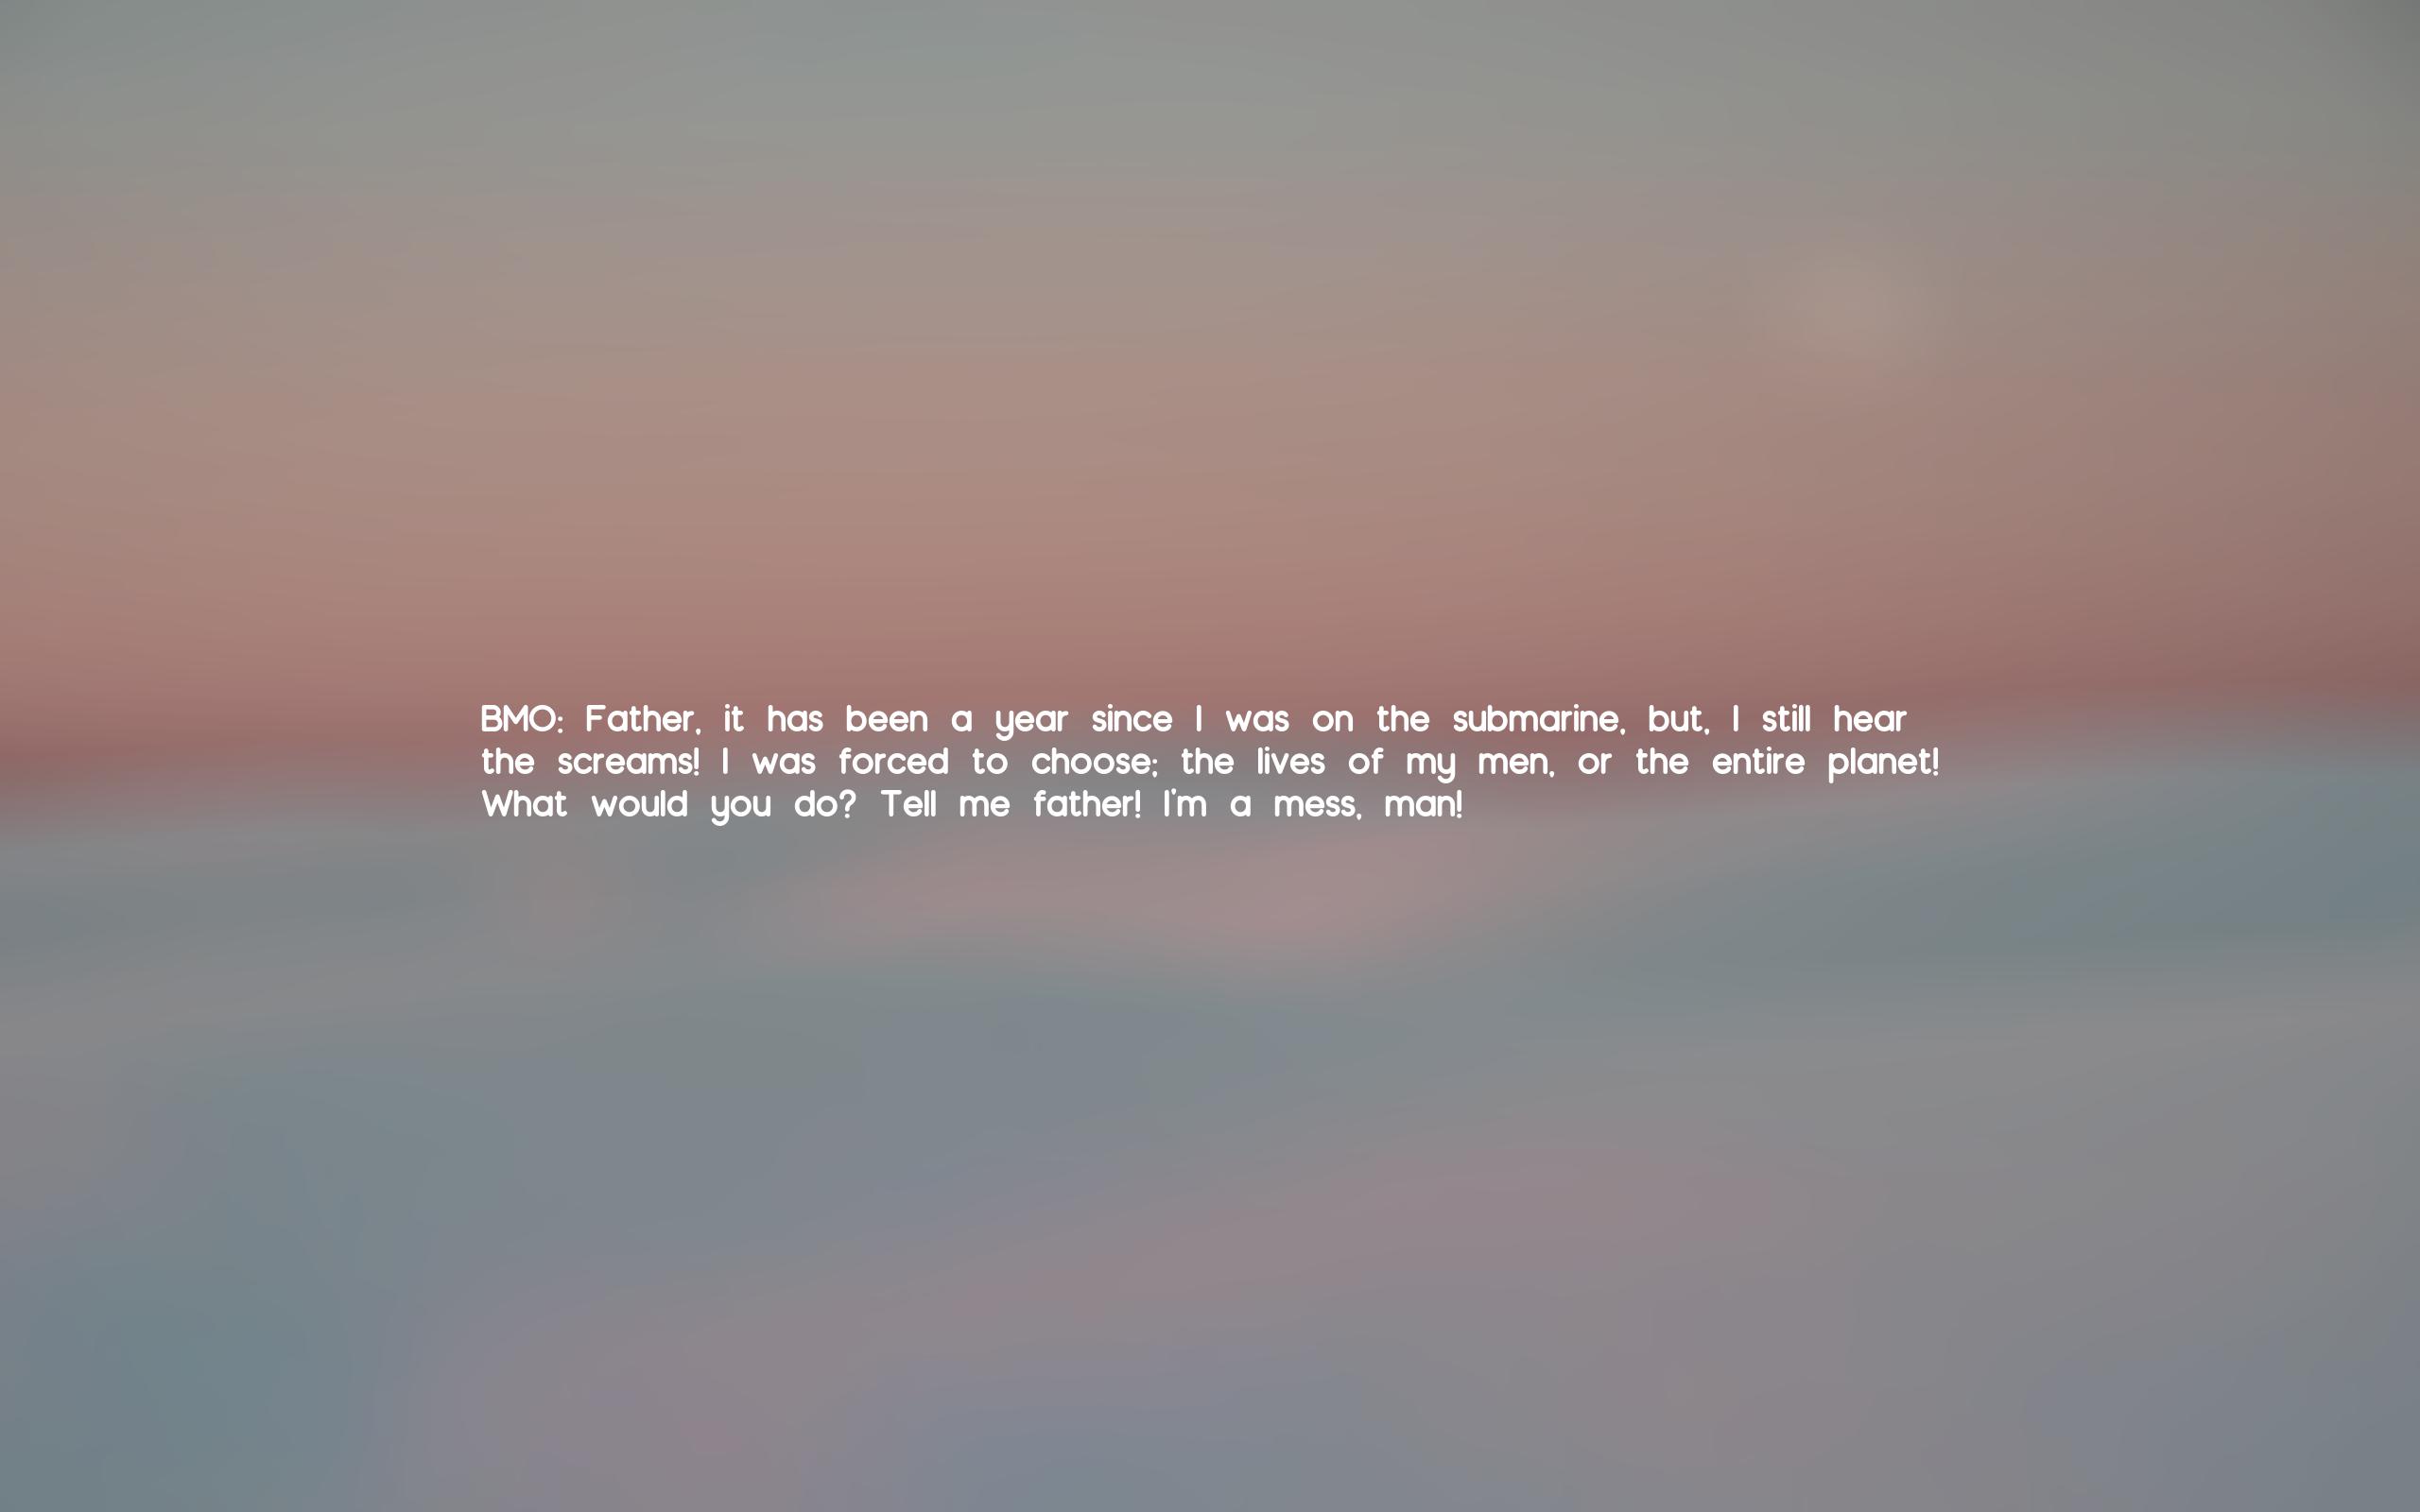 BMO: Father, it has been a year since I was on the submarine, but, I still hear
the screams! I was forced to choose; the lives of my men, or the entire planet!
What would you do? Tell me father! I'm a mess, man!